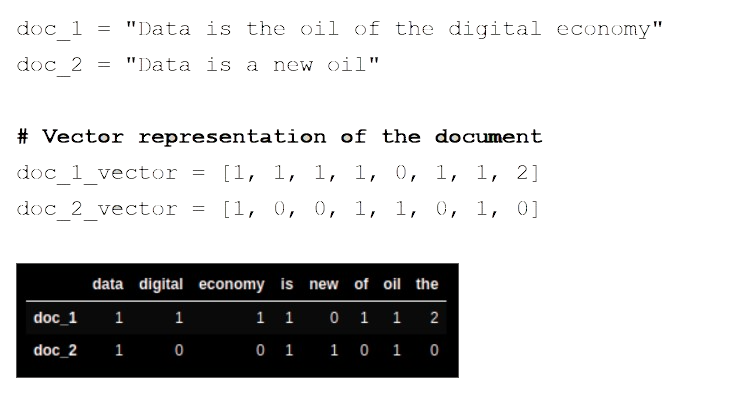 doc_1 = "Data is the oil of the digital economy"
doc_2 = "Data is a new oil"
# Vector representation of the document
doc_1_vector = [1, 1, 1, 1, 0, 1, 1, 2]
doc_2_vector = [1, 0, 0, 1, 1, 0, 1, 0]
data digital economy is new of oil the
doc_1 1 1 1 1 0 1 1 2
doc_2 1 0 0 1 1 0 1 0